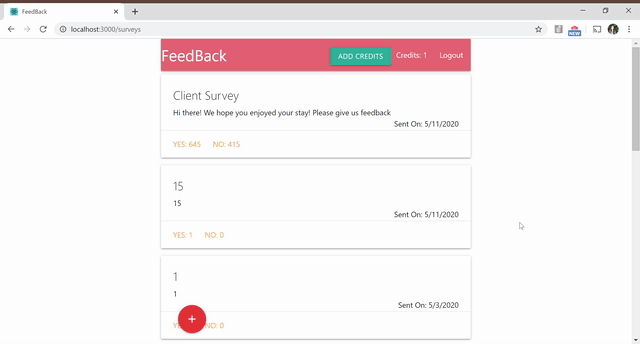 FeedBack
localhost:3000/surveys
NEW
FeedBack
ADD CREDITS Credits: 1 Logout
Client Survey
Hi there! We hope you enjoyed your stay! Please give us feedback
Sent On: 5/11/2020
YES: 645 NO: 415
15
15
Sent On: 5/11/2020
YES: 1 NO: 0
1
1
Sent On: 5/3/2020
NO: 0